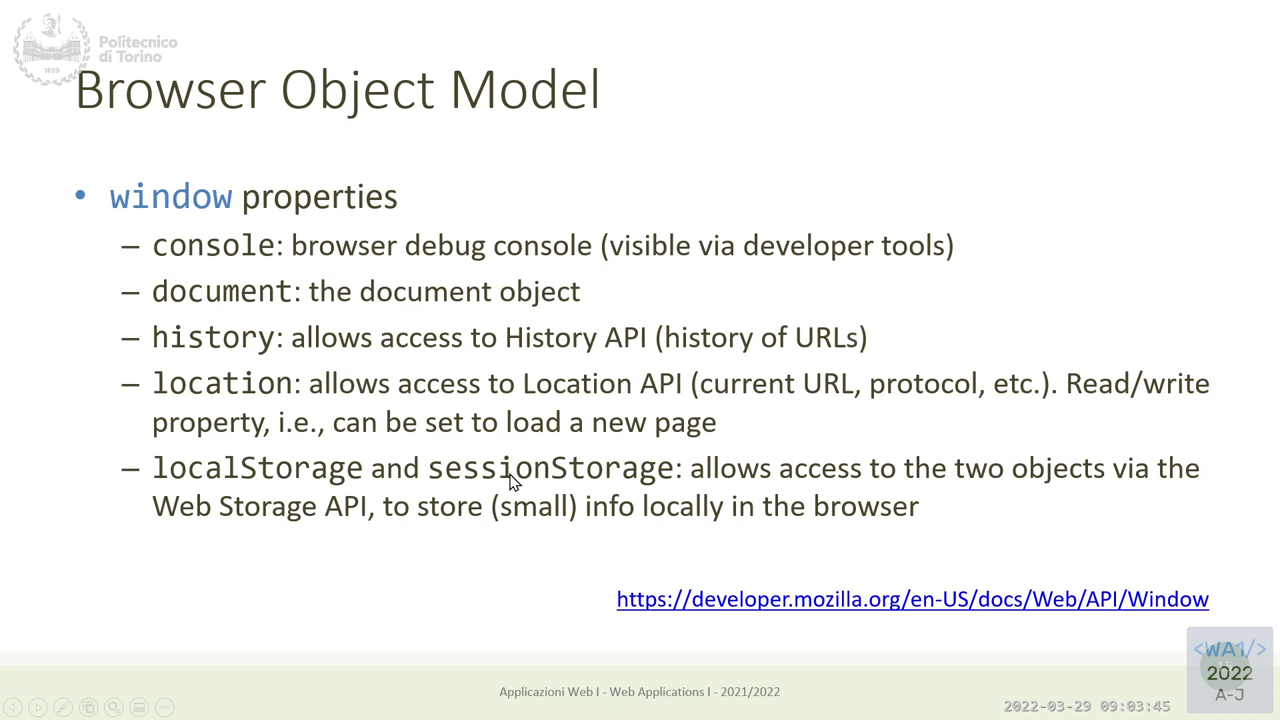 Politecnico
di Torino
1859
Browser Object Model
• window properties
– console: browser debug console (visible via developer tools)
– document: the document object
– history: allows access to History API (history of URLs)
– location: allows access to Location API (current URL, protocol, etc.). Read/write
property, i.e., can be set to load a new page
– localStorage and sessionStorage: allows access to the two objects via the
Web Storage API, to store (small) info locally in the browser
https://developer.mozilla.org/en-US/docs/Web/API/Window
<WA1/>
2022
A-J
Applicazioni Web I - Web Applications I - 2021/2022
2022-03-29 09:03:45